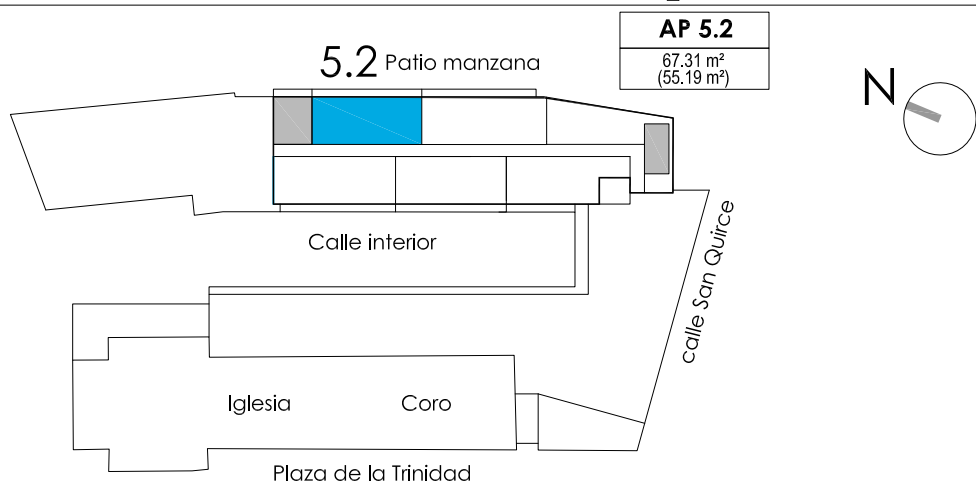 AP 5.2
67.31 m²
(55.19 m²)
5.2 Patio manzana
N
Calle interior
calle San Quirce
Iglesia
Coro
Plaza de la Trinidad